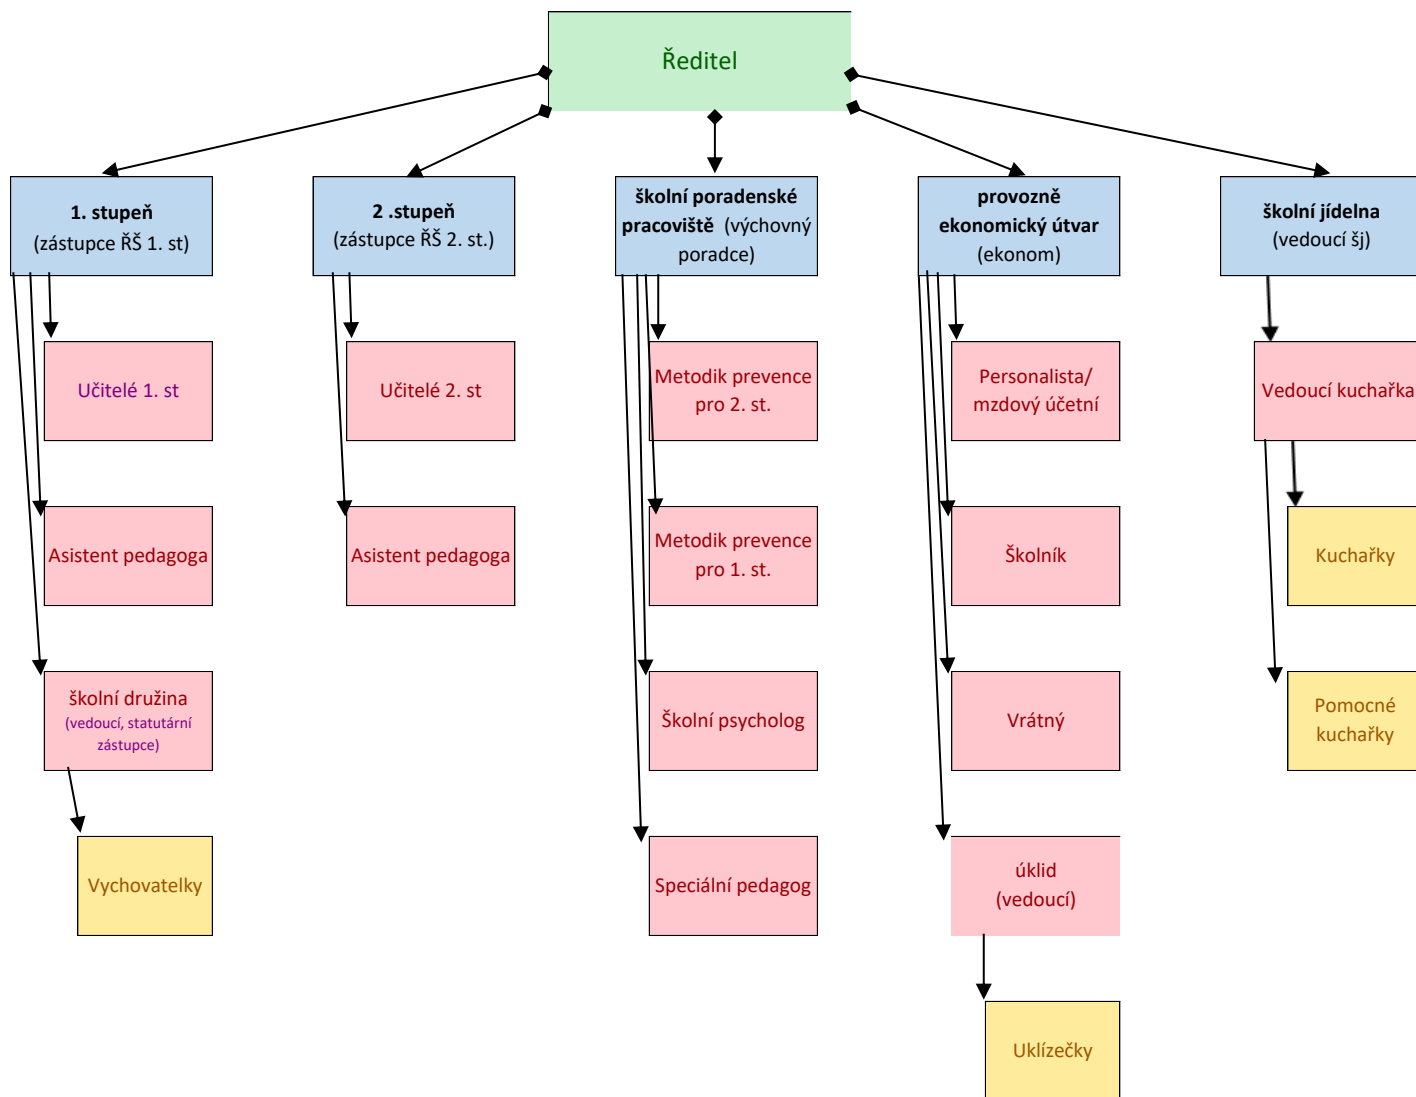 Ředitel
1. stupeň
(zástupce ŘŠ 1. st)
2 .stupeň
(zástupce ŘŠ 2. st.)
školní poradenské
pracoviště (výchovný
poradce)
provozně
ekonomický útvar
(ekonom)
školní jídelna
(vedoucí šj)
Učitelé 1. st
Učitelé 2. st
Metodik prevence
pro 2. st.
Personalista/
mzdový účetní
Vedoucí kuchařka
Asistent pedagoga
Asistent pedagoga
Metodik prevence
pro 1. st.
Školník
Kuchařky
školní družina
(vedoucí, statutární
zástupce)
Školní psycholog
Vrátný
Pomocné
kuchařky
Vychovatelky
Speciální pedagog
úklid
(vedoucí)
Uklízečky